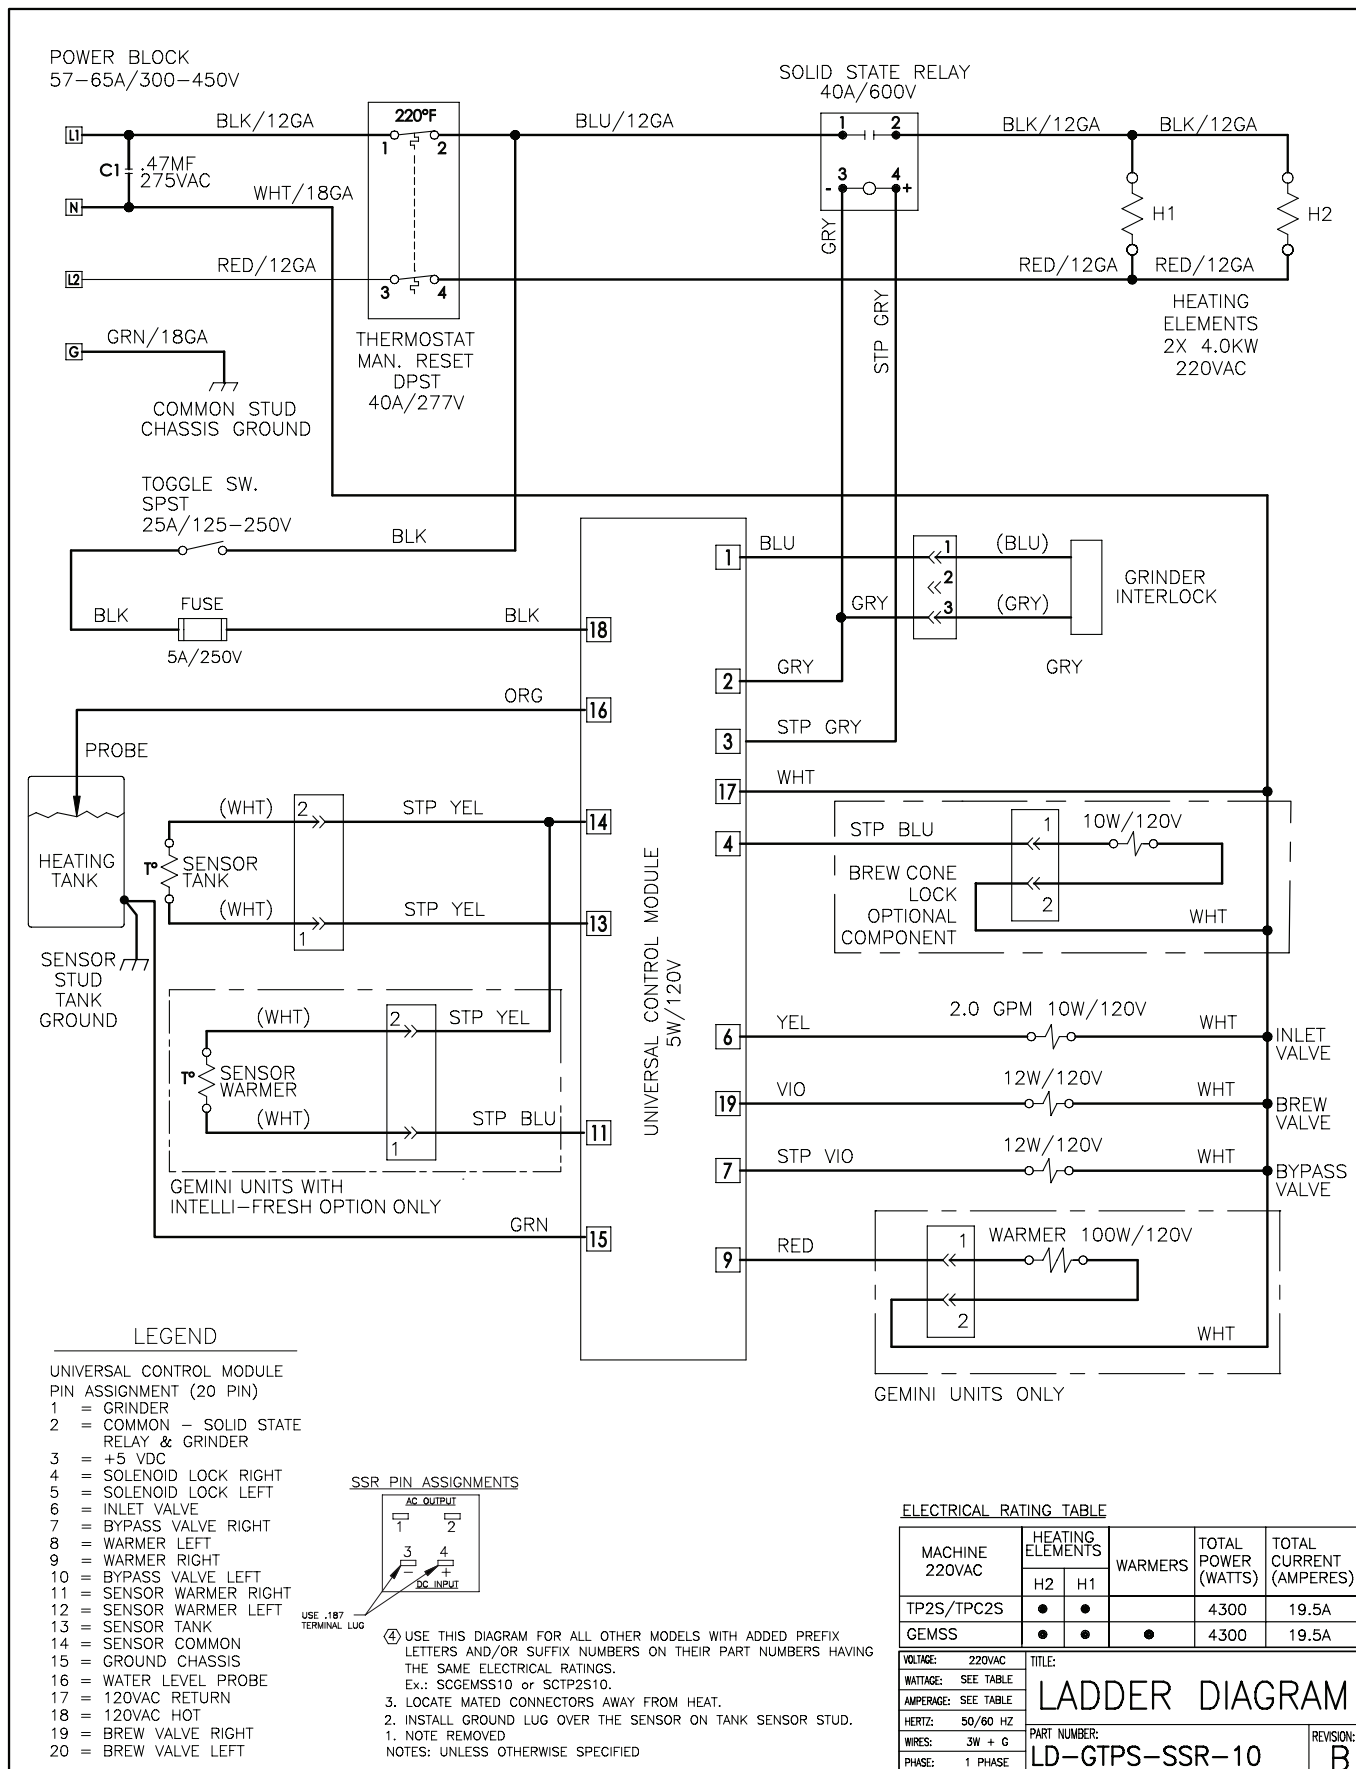 POWER BLOCK
57-65A/300-450V
SOLID STATE RELAY
40A/600V
L1
BLK/12GA
220°F
1
2
BLU/12GA
1
2
BLK/12GA
BLK/12GA
C1
.47MF
275VAC
N
WHT/18GA
3
4
-
+
GRY
H1
H2
L2
RED/12GA
3
4
RED/12GA
RED/12GA
STP GRY
HEATING
ELEMENTS
2X 4.0KW
220VAC
G
GRN/18GA
COMMON STUD
CHASSIS GROUND
THERMOSTAT
MAN. RESET
DPST
40A/277V
TOGGLE SW.
SPST
25A/125-250V
BLK
BLK
FUSE
5A/250V
BLK
18
1
BLU
1
2
3
(BLU)
GRY
(GRY)
GRINDER
INTERLOCK
GRY
2
GRY
3
STP GRY
17
WHT
16
ORG
PROBE
HEATING
TANK
SENSOR
STUD
TANK
GROUND
T°
SENSOR
TANK
(WHT)
2
STP YEL
14
(WHT)
1
STP YEL
13
UNIVERSAL CONTROL MODULE
5W/120V
4
STP BLU
1
2
10W/120V
BREW CONE
LOCK
OPTIONAL
COMPONENT
WHT
(WHT)
2
STP YEL
T°
SENSOR
WARMER
(WHT)
1
STP BLU
11
GEMINI UNITS WITH
INTELLI-FRESH OPTION ONLY
GRN
15
6
YEL
2.0 GPM 10W/120V
WHT
INLET
VALVE
19
VIO
12W/120V
WHT
BREW
VALVE
7
STP VIO
12W/120V
WHT
BYPASS
VALVE
9
RED
1
2
WARMER 100W/120V
WHT
GEMINI UNITS ONLY
LEGEND
UNIVERSAL CONTROL MODULE
PIN ASSIGNMENT (20 PIN)
1 = GRINDER
2 = COMMON - SOLID STATE
RELAY & GRINDER
3 = +5 VDC
4 = SOLENOID LOCK RIGHT
5 = SOLENOID LOCK LEFT
6 = INLET VALVE
7 = BYPASS VALVE RIGHT
8 = WARMER LEFT
9 = WARMER RIGHT
10 = BYPASS VALVE LEFT
11 = SENSOR WARMER RIGHT
12 = SENSOR WARMER LEFT
13 = SENSOR TANK
14 = SENSOR COMMON
15 = GROUND CHASSIS
16 = WATER LEVEL PROBE
17 = 120VAC RETURN
18 = 120VAC HOT
19 = BREW VALVE RIGHT
20 = BREW VALVE LEFT
SSR PIN ASSIGNMENTS
AC OUTPUT
1 2
3 4
- +
DC INPUT
USE .187
TERMINAL LUG
4 USE THIS DIAGRAM FOR ALL OTHER MODELS WITH ADDED PREFIX
LETTERS AND/OR SUFFIX NUMBERS ON THEIR PART NUMBERS HAVING
THE SAME ELECTRICAL RATINGS.
Ex.: SCGEMSS10 or SCTP2S10.
3. LOCATE MATED CONNECTORS AWAY FROM HEAT.
2. INSTALL GROUND LUG OVER THE SENSOR ON TANK SENSOR STUD.
1. NOTE REMOVED
NOTES: UNLESS OTHERWISE SPECIFIED
ELECTRICAL RATING TABLE
MACHINE
220VAC
HEATING
ELEMENTS
H2 H1
WARMERS
TOTAL
POWER
(WATTS)
TOTAL
CURRENT
(AMPERES)
TP2S/TPC2S ● ● 4300 19.5A
GEMSS ● ● ● 4300 19.5A
VOLTAGE: 220VAC
WATTAGE: SEE TABLE
AMPERAGE: SEE TABLE
HERTZ: 50/60 HZ
WIRES: 3W + G
PHASE: 1 PHASE
TITLE:
LADDER DIAGRAM
PART NUMBER:
LD-GTPS-SSR-10
REVISION:
B